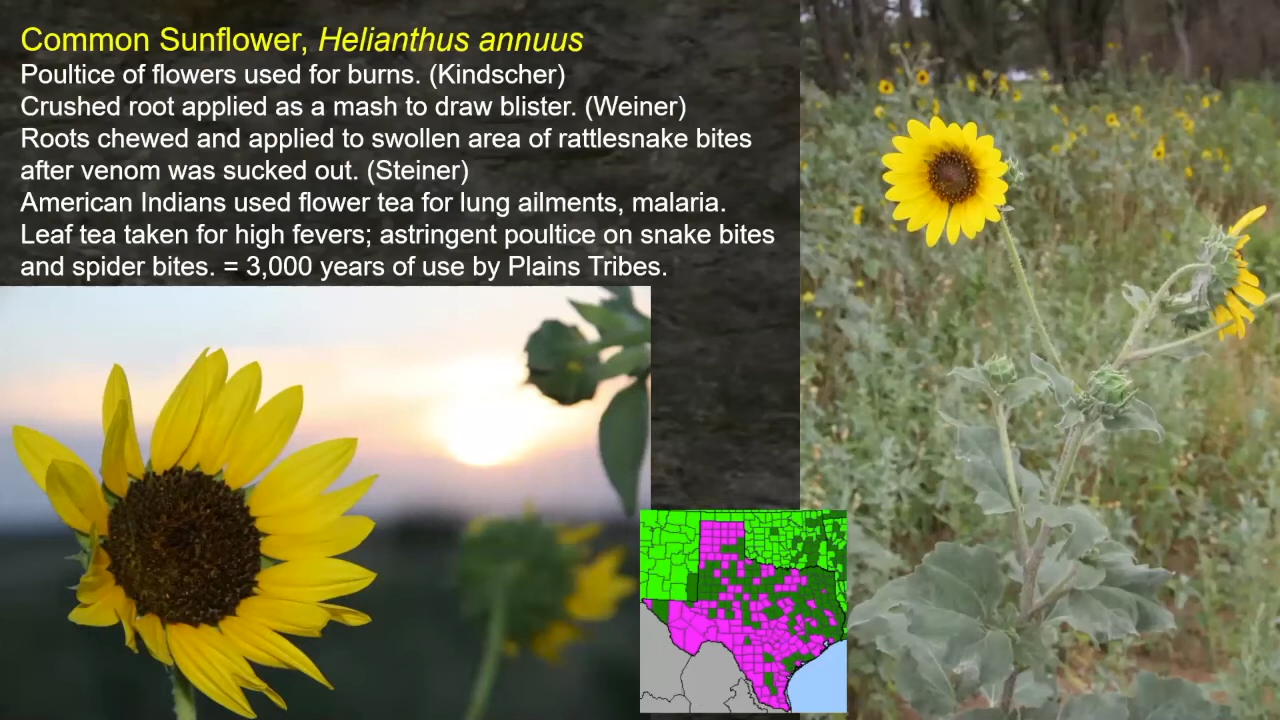 Common Sunflower, Helianthus annuus
Poultice of flowers used for burns. (Kindscher)
Crushed root applied as a mash to draw blister. (Weiner)
Roots chewed and applied to swollen area of rattlesnake bites
after venom was sucked out. (Steiner)
American Indians used flower tea for lung ailments, malaria.
Leaf tea taken for high fevers; astringent poultice on snake bites
and spider bites. = 3,000 years of use by Plains Tribes.